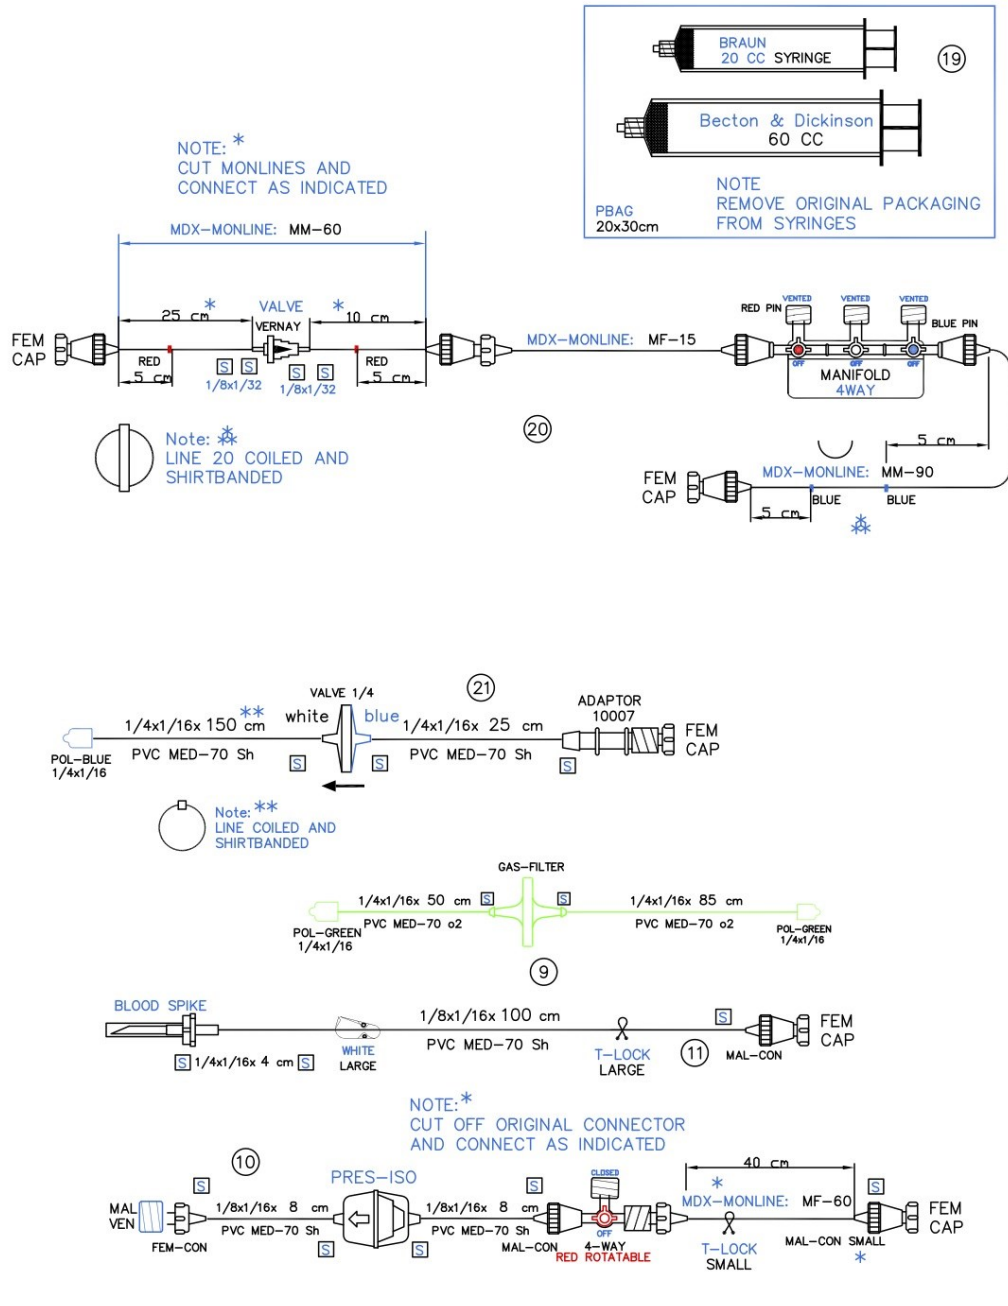 BRAUN
20 CC SYRINGE
19
Becton & Dickinson
60 CC
NOTE
REMOVE ORIGINAL PACKAGING
FROM SYRINGES
PBAG
20x30cm
NOTE: *
CUT MONLINES AND
CONNECT AS INDICATED
MDX-MONLINE: MM-60
25 cm
*
VALVE
VERNAY
*
10 cm
FEM
CAP
RED
5 cm
S S
1/8x1/32
S S
1/8x1/32
RED
5 cm
MDX-MONLINE: MF-15
RED PIN
VENTED
VENTED
VENTED
BLUE PIN
OFF
OFF
OFF
MANIFOLD
4WAY
20
5 cm
Note: ⁂
LINE 20 COILED AND
SHIRTBANDED
FEM
CAP
MDX-MONLINE: MM-90
BLUE
BLUE
5 cm
⁂
21
VALVE 1/4
white
blue
1/4x1/16x 150 cm **
PVC MED-70 Sh
1/4x1/16x 25 cm
PVC MED-70 Sh
ADAPTOR
10007
FEM
CAP
POL-BLUE
1/4x1/16
S
S
S
Note: **
LINE COILED AND
SHIRTBANDED
GAS-FILTER
1/4x1/16x 50 cm
S
S
1/4x1/16x 85 cm
POL-GREEN
1/4x1/16
PVC MED-70 o2
PVC MED-70 o2
POL-GREEN
1/4x1/16
9
BLOOD SPIKE
1/8x1/16x 100 cm
PVC MED-70 Sh
S
FEM
CAP
S 1/4x1/16x 4 cm S
WHITE
LARGE
T-LOCK
LARGE
11
MAL-CON
NOTE:*
CUT OFF ORIGINAL CONNECTOR
AND CONNECT AS INDICATED
10
PRES-ISO
CLOSED
40 cm
S
S
*
MDX-MONLINE: MF-60
S
MAL
VEN
1/8x1/16x 8 cm
PVC MED-70 Sh
1/8x1/16x 8 cm
PVC MED-70 Sh
FEM
CAP
FEM-CON
S
S
MAL-CON
OFF
4-WAY
RED ROTATABLE
T-LOCK
SMALL
MAL-CON SMALL
*